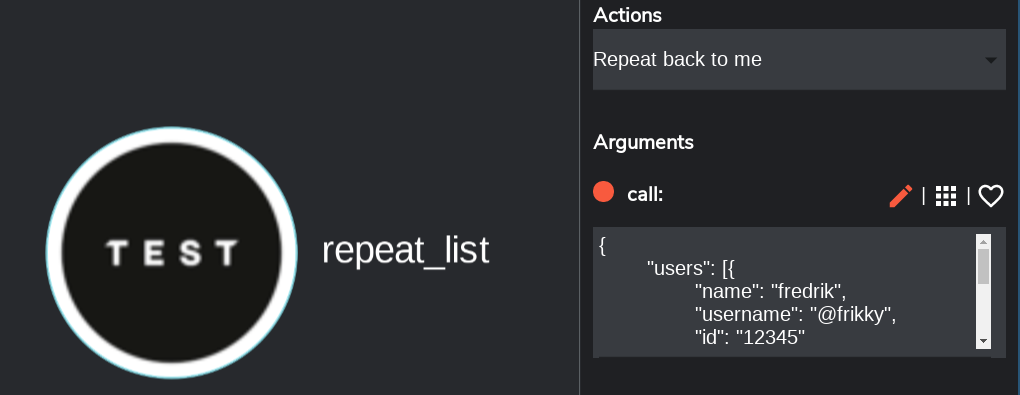 Actions
Repeat back to me
Arguments
call:
| |
{
"users": [{
"name": "fredrik",
"username": "@frikky",
"id": "12345"
TEST
repeat_list